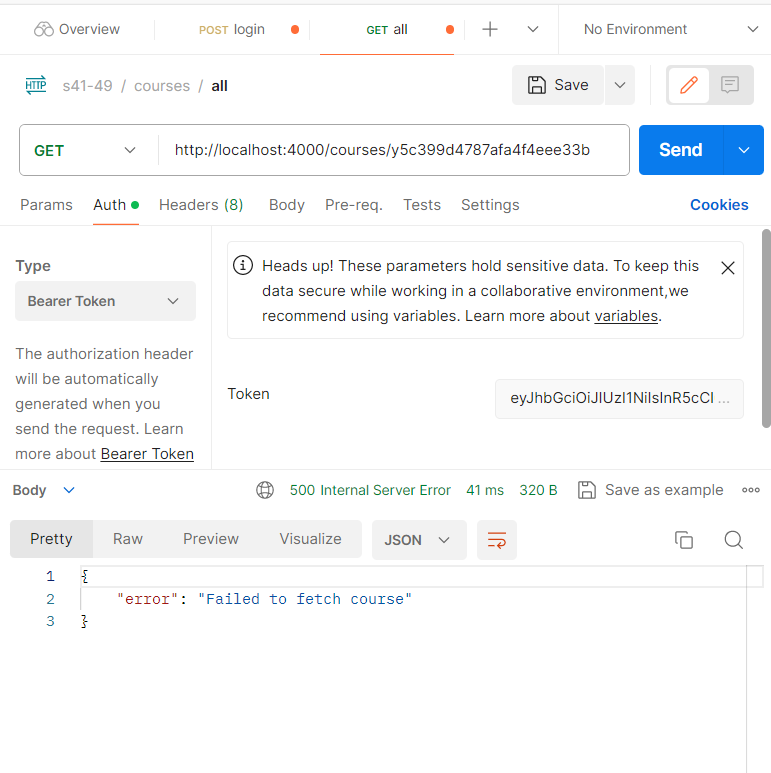 Overview POST login GET all No Environment
HTTP s41-49 / courses / all Save
GET http://localhost:4000/courses/y5c399d4787afa4f4eee33b Send
Params Auth Headers (8) Body Pre-req. Tests Settings Cookies
Type
Bearer Token
The authorization header
will be automatically
generated when you
send the request. Learn
more about Bearer Token
Heads up! These parameters hold sensitive data. To keep this
data secure while working in a collaborative environment,we
recommend using variables. Learn more about variables.
Token eyJhbGciOiJIUzI1NiIsInR5cCI ...
Body 500 Internal Server Error 41 ms 320 B Save as example
Pretty Raw Preview Visualize JSON
1 {
2 "error": "Failed to fetch course"
3 }